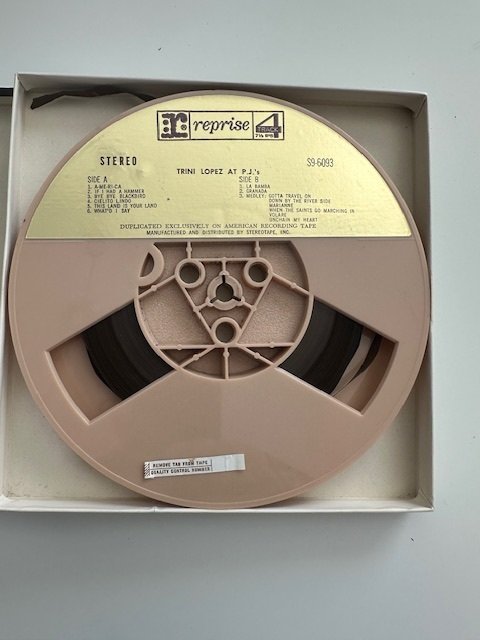 r reprise 4
TRACK
7½ IPS
STEREO
TRINI LOPEZ AT P.J.'s
S9-6093
SIDE A
1. A-ME-RI-CA
2. IF I HAD A HAMMER
3. BYE BYE BLACKBIRD
4. CIELITO LINDO
5. THIS LAND IS YOUR LAND
6. WHAT'D I SAY
SIDE B
1. LA BAMBA
2. GRANADA
3. MEDLEY: GOTTA TRAVEL ON
DOWN BY THE RIVER SIDE
MARIANNE
WHEN THE SAINTS GO MARCHING IN
VOLARE
UNCHAIN MY HEART
DUPLICATED EXCLUSIVELY ON AMERICAN RECORDING TAPE
MANUFACTURED AND DISTRIBUTED BY STEREOTAPE, INC.
REMOVE TAB FROM TAPE
QUALITY CONTROL NUMBER